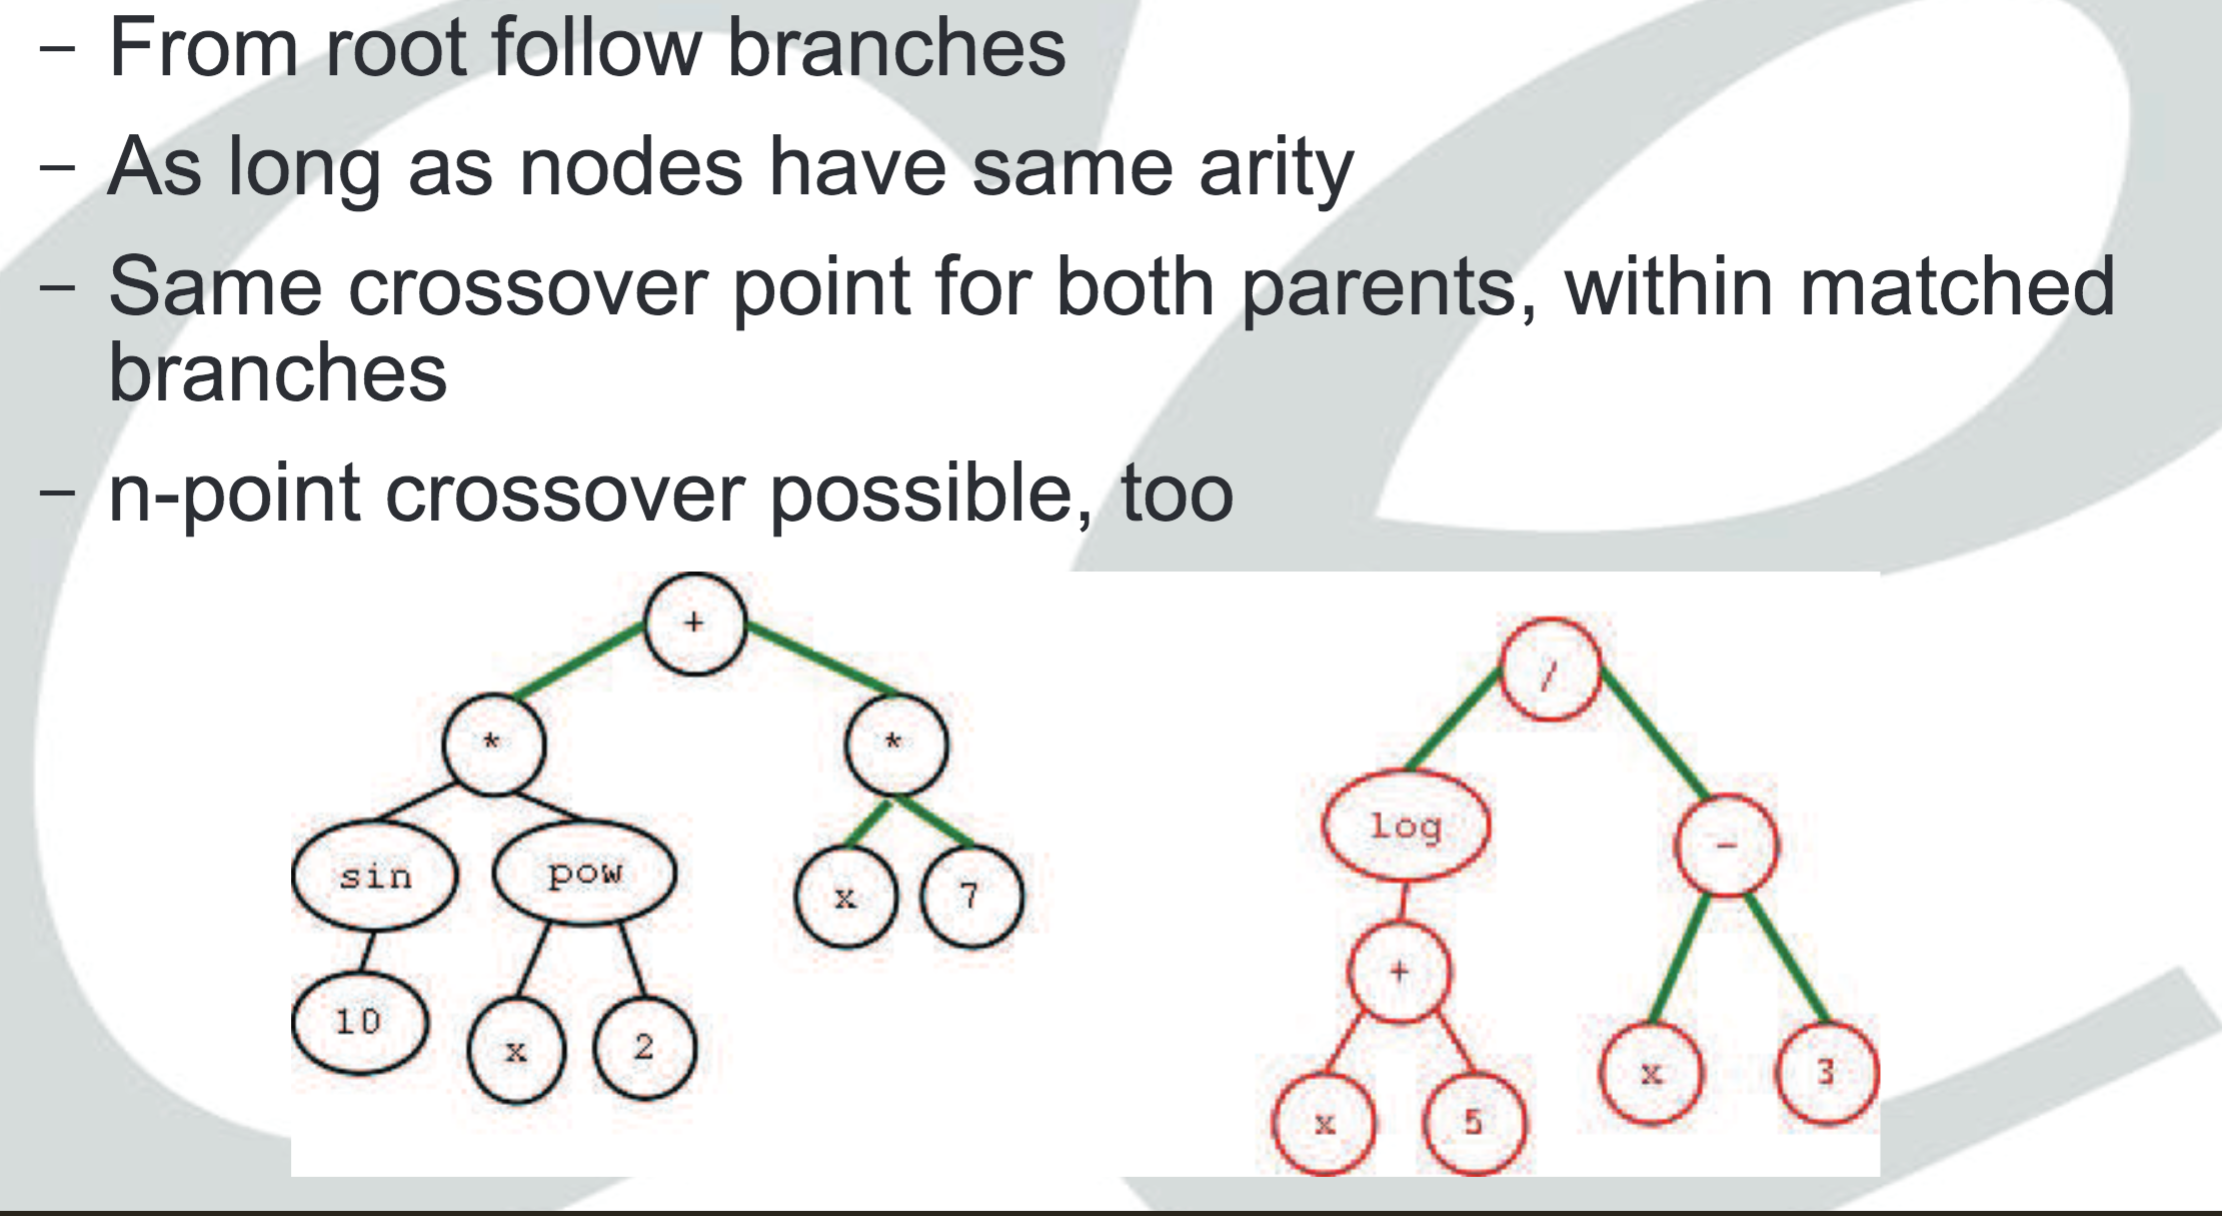 – From root follow branches
– As long as nodes have same arity
– Same crossover point for both parents, within matched
branches
– n-point crossover possible, too
+
* *
sin pow x 7
10 x 2
/
log -
+
x 3
x 5